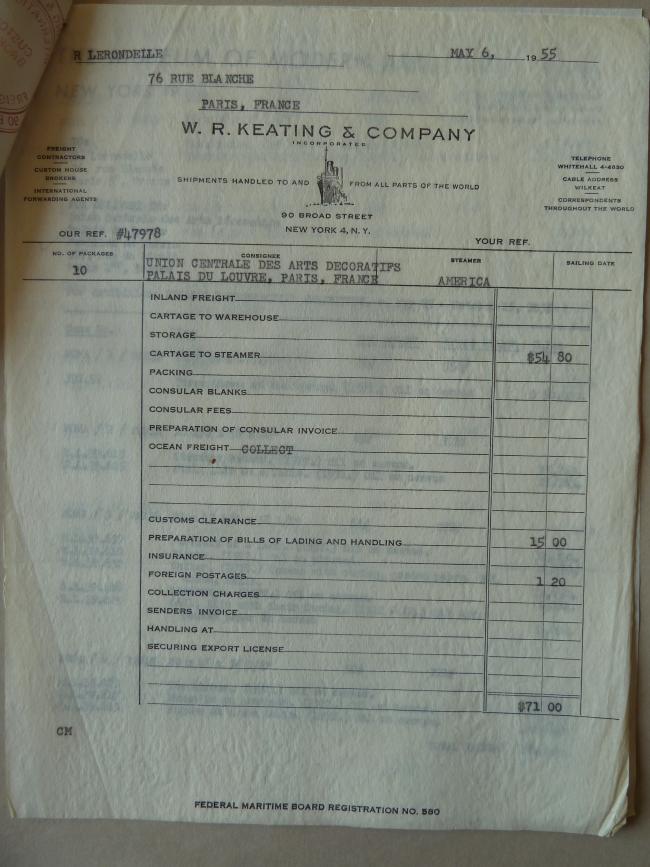 R LERONDELLE
MAY 6, 1955
76 RUE BLANCHE
PARIS, FRANCE
W. R. KEATING & COMPANY
INCORPORATED
FREIGHT
CONTRACTORS
CUSTOM HOUSE
BROKERS
INTERNATIONAL
FORWARDING AGENTS
SHIPMENTS HANDLED TO AND FROM ALL PARTS OF THE WORLD
TELEPHONE
WHITEHALL 4-4830
CABLE ADDRESS
WILKEAT
CORRESPONDENTS
THROUGHOUT THE WORLD
90 BROAD STREET
NEW YORK 4, N.Y.
OUR REF. #47978
YOUR REF.
NO. OF PACKAGES CONSIGNEE STEAMER SAILING DATE
10 UNION CENTRALE DES ARTS DECORATIFS
PALAIS DU LOUVRE, PARIS, FRANCE AMERICA
INLAND FREIGHT
CARTAGE TO WAREHOUSE
STORAGE
CARTAGE TO STEAMER $54 80
PACKING
CONSULAR BLANKS
CONSULAR FEES
PREPARATION OF CONSULAR INVOICE
OCEAN FREIGHT COLLECT
CUSTOMS CLEARANCE
PREPARATION OF BILLS OF LADING AND HANDLING 15 00
INSURANCE
FOREIGN POSTAGES 1 20
COLLECTION CHARGES
SENDERS INVOICE
HANDLING AT
SECURING EXPORT LICENSE
$71 00
CM
FEDERAL MARITIME BOARD REGISTRATION NO. 580